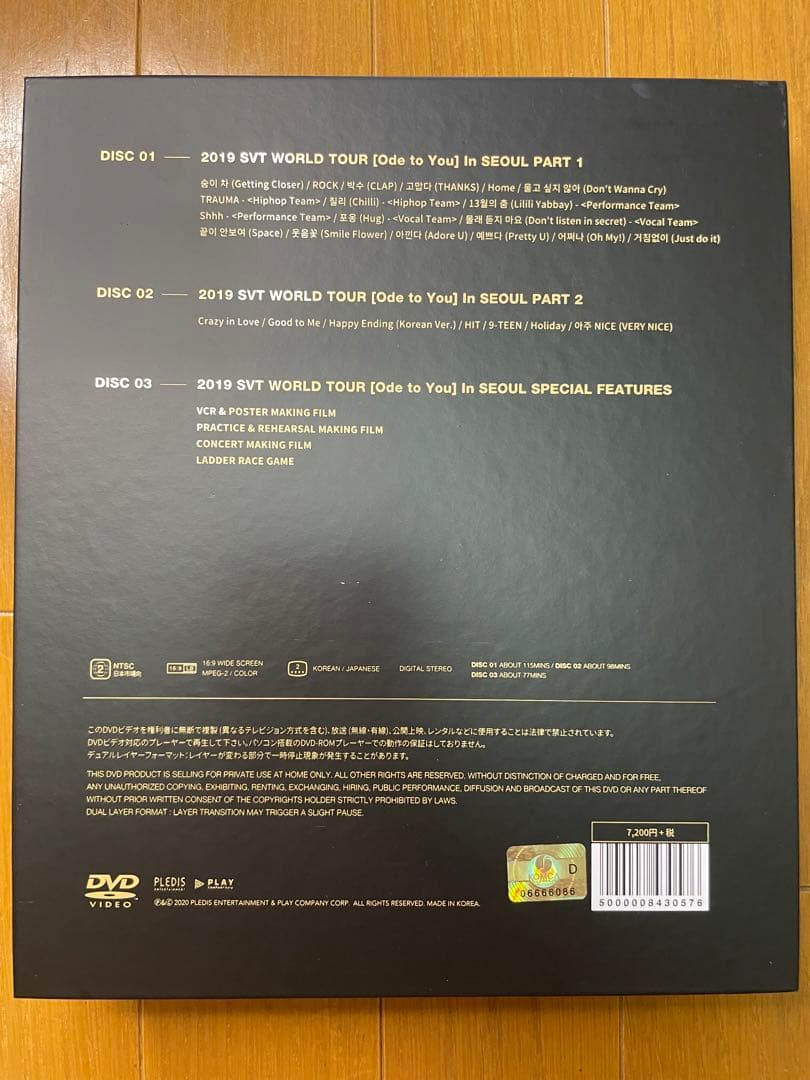 DISC 01 — 2019 SVT WORLD TOUR [Ode to You] In SEOUL PART 1
숨이 차 (Getting Closer) / ROCK / 박수 (CLAP) / 고맙다 (THANKS) / Home / 울고 싶지 않아 (Don't Wanna Cry)
TRAUMA - <Hiphop Team> / 칠리 (Chilli) - <Hiphop Team> / 13월의 춤 (Lilili Yabbay) - <Performance Team>
Shhh - <Performance Team> / 포옹 (Hug) - <Vocal Team> / 몰래 듣지 마요 (Don't listen in secret) - <Vocal Team>
끝이 안보여 (Space) / 웃음꽃 (Smile Flower) / 아낀다 (Adore U) / 예쁘다 (Pretty U) / 어쩌나 (Oh My!) / 거침없이 (Just do it)
DISC 02 — 2019 SVT WORLD TOUR [Ode to You] In SEOUL PART 2
Crazy in Love / Good to Me / Happy Ending (Korean Ver.) / HIT / 9-TEEN / Holiday / 아주 NICE (VERY NICE)
DISC 03 — 2019 SVT WORLD TOUR [Ode to You] In SEOUL SPECIAL FEATURES
VCR & POSTER MAKING FILM
PRACTICE & REHEARSAL MAKING FILM
CONCERT MAKING FILM
LADDER RACE GAME
2 NTSC 日本市場向
16:9 LB 16:9 WIDE SCREEN MPEG-2 / COLOR
2 KOREAN / JAPANESE
DIGITAL STEREO
DISC 01 ABOUT 115MINS / DISC 02 ABOUT 98MINS
DISC 03 ABOUT 77MINS
このDVDビデオを権利者に無断で複製(異なるテレビジョン方式を含む)、放送(無線・有線)、公開上映、レンタルなどに使用することは法律で禁止されています。
DVDビデオ対応のプレーヤーで再生して下さい。パソコン搭載のDVD-ROMプレーヤーでの動作の保証はしておりません。
デュアルレイヤーフォーマット:レイヤーが変わる部分で一時停止現象が発生することがあります。
THIS DVD PRODUCT IS SELLING FOR PRIVATE USE AT HOME ONLY. ALL OTHER RIGHTS ARE RESERVED. WITHOUT DISTINCTION OF CHARGED AND FOR FREE,
ANY UNAUTHORIZED COPYING, EXHIBITING, RENTING, EXCHANGING, HIRING, PUBLIC PERFORMANCE, DIFFUSION AND BROADCAST OF THIS DVD OR ANY PART THEREOF
WITHOUT PRIOR WRITTEN CONSENT OF THE COPYRIGHTS HOLDER STRICTLY PROHIBITED BY LAWS.
DUAL LAYER FORMAT : LAYER TRANSITION MAY TRIGGER A SLIGHT PAUSE.
7,200円+税
DVD VIDEO
PLEDIS ENTERTAINMENT
PLAY
KOMCA D
06666086
5000008430576
℗&© 2020 PLEDIS ENTERTAINMENT & PLAY COMPANY CORP. ALL RIGHTS RESERVED. MADE IN KOREA.